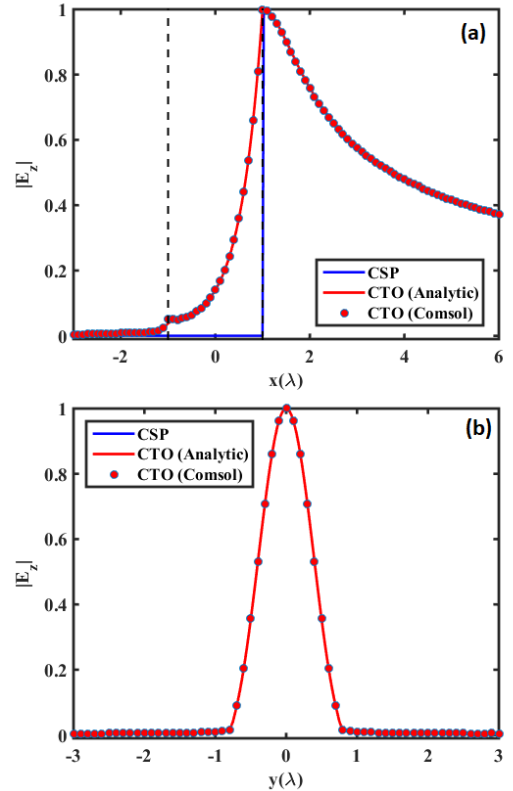 (a)
1
0.8
0.6
0.4
0.2
0
|E_z|
CSP
CTO (Analytic)
CTO (Comsol)
-2 0 2 4 6
x(λ)
(b)
1
0.8
0.6
0.4
0.2
0
|E_z|
CSP
CTO (Analytic)
CTO (Comsol)
-3 -2 -1 0 1 2 3
y(λ)